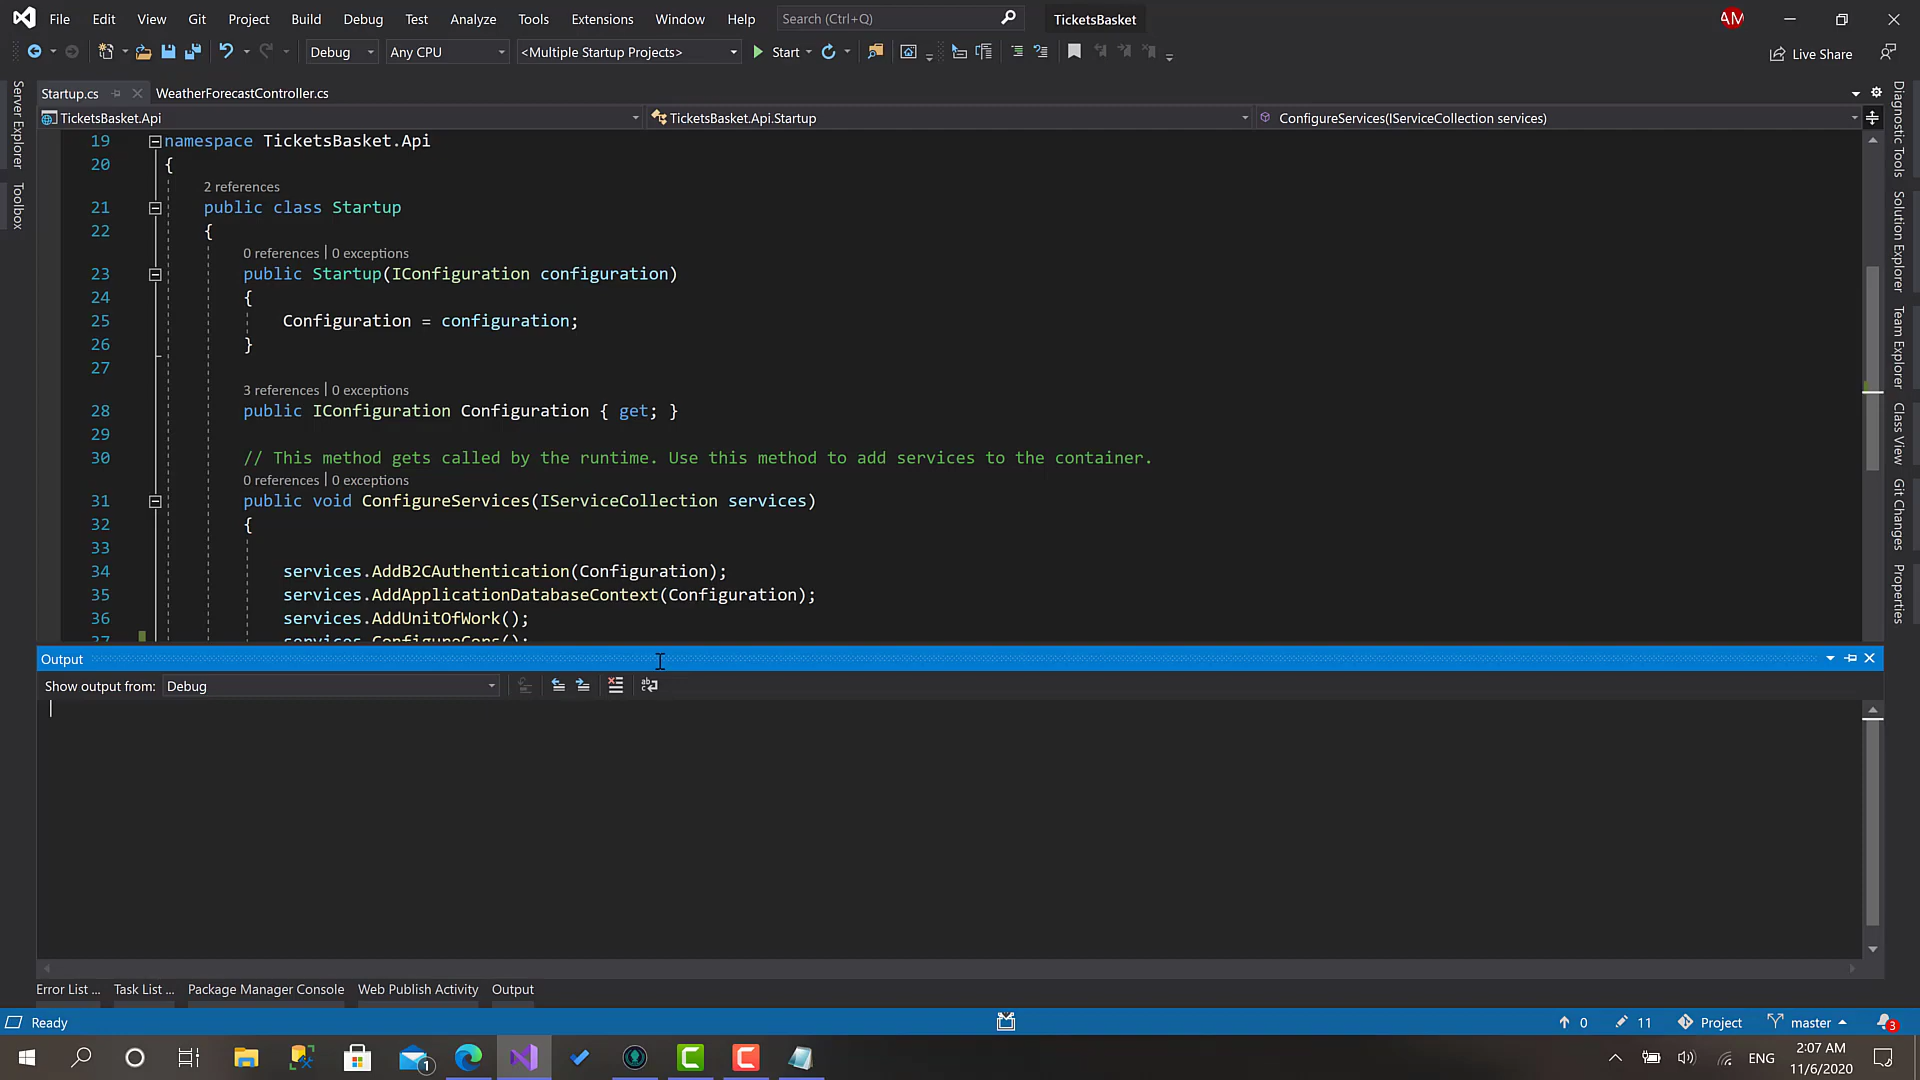 File Edit View Git Project Build Debug Test Analyze Tools Extensions Window Help Search (Ctrl+Q) TicketsBasket AM
Debug Any CPU <Multiple Startup Projects> Start Live Share
Startup.cs WeatherForecastController.cs
TicketsBasket.Api TicketsBasket.Api.Startup ConfigureServices(IServiceCollection services)
19 namespace TicketsBasket.Api
20 {
2 references
21 public class Startup
22 {
0 references | 0 exceptions
23 public Startup(IConfiguration configuration)
24 {
25 Configuration = configuration;
26 }
27
3 references | 0 exceptions
28 public IConfiguration Configuration { get; }
29
30 // This method gets called by the runtime. Use this method to add services to the container.
0 references | 0 exceptions
31 public void ConfigureServices(IServiceCollection services)
32 {
33
34 services.AddB2CAuthentication(Configuration);
35 services.AddApplicationDatabaseContext(Configuration);
36 services.AddUnitOfWork();
37 services.ConfigureCors();
Server Explorer
Toolbox
Diagnostic Tools
Solution Explorer
Team Explorer
Class View
Git Changes
Properties
Output
Show output from: Debug
Error List ... Task List ... Package Manager Console Web Publish Activity Output
Ready 0 11 Project master 3
1 ENG 2:07 AM
11/6/2020